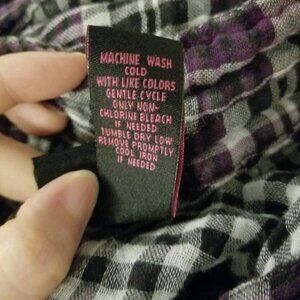 MACHINE WASH
COLD
WITH LIKE COLORS
GENTLE CYCLE
ONLY NON-
CHLORINE BLEACH
IF NEEDED
TUMBLE DRY LOW
REMOVE PROMPTLY
COOL IRON
IF NEEDED